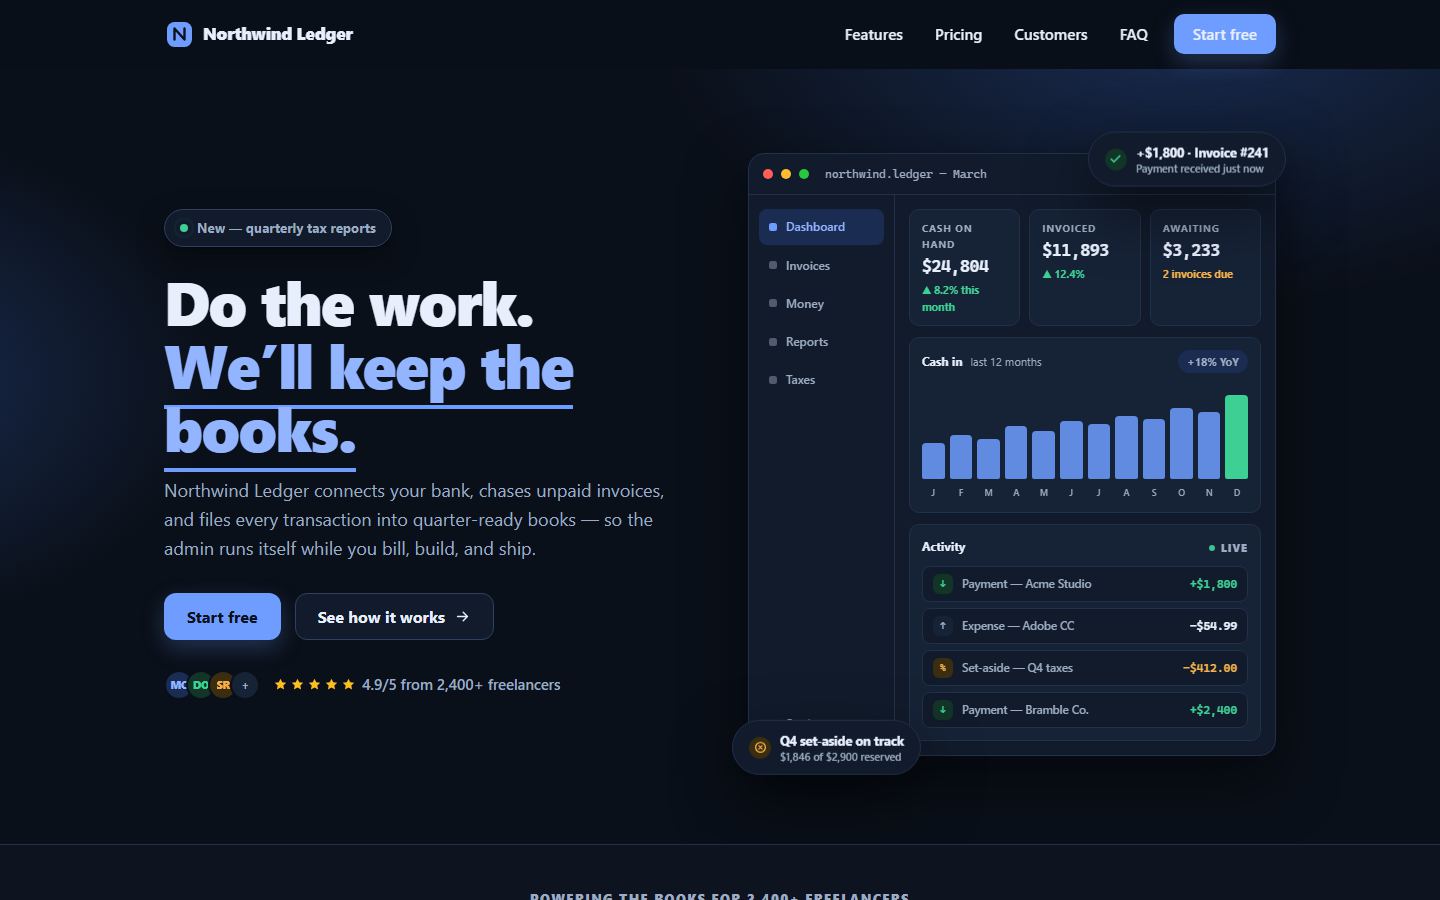 Northwind Ledger
Features
Pricing
Customers
FAQ
Start free
New — quarterly tax reports
Do the work.
We’ll keep the
books.
Northwind Ledger connects your bank, chases unpaid invoices,
and files every transaction into quarter-ready books — so the
admin runs itself while you bill, build, and ship.
Start free
See how it works →
MC DO SR +
★★★★★ 4.9/5 from 2,400+ freelancers
northwind.ledger — March
+$1,800 · Invoice #241
Payment received just now
Dashboard
Invoices
Money
Reports
Taxes
CASH ON
HAND
$24,804
▲ 8.2% this
month
INVOICED
$11,893
▲ 12.4%
AWAITING
$3,233
2 invoices due
Cash in last 12 months
+18% YoY
J F M A M J J A S O N D
Activity
LIVE
↓ Payment — Acme Studio +$1,800
↑ Expense — Adobe CC −$54.99
% Set-aside — Q4 taxes −$412.00
↓ Payment — Bramble Co. +$2,400
Q4 set-aside on track
$1,846 of $2,900 reserved
POWERING THE BOOKS FOR 2,400+ FREELANCERS